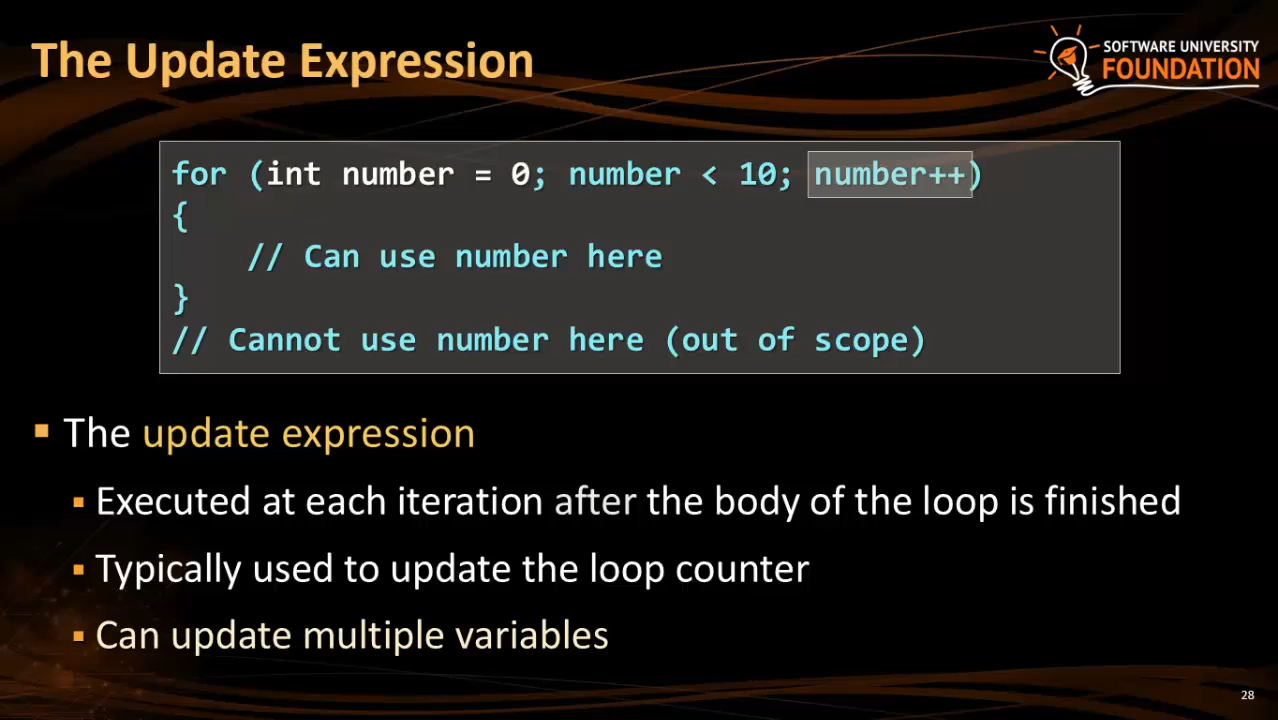 The Update Expression
SOFTWARE UNIVERSITY
FOUNDATION
for (int number = 0; number < 10; number++)
{
    // Can use number here
}
// Cannot use number here (out of scope)
▪ The update expression
▪ Executed at each iteration after the body of the loop is finished
▪ Typically used to update the loop counter
▪ Can update multiple variables
28